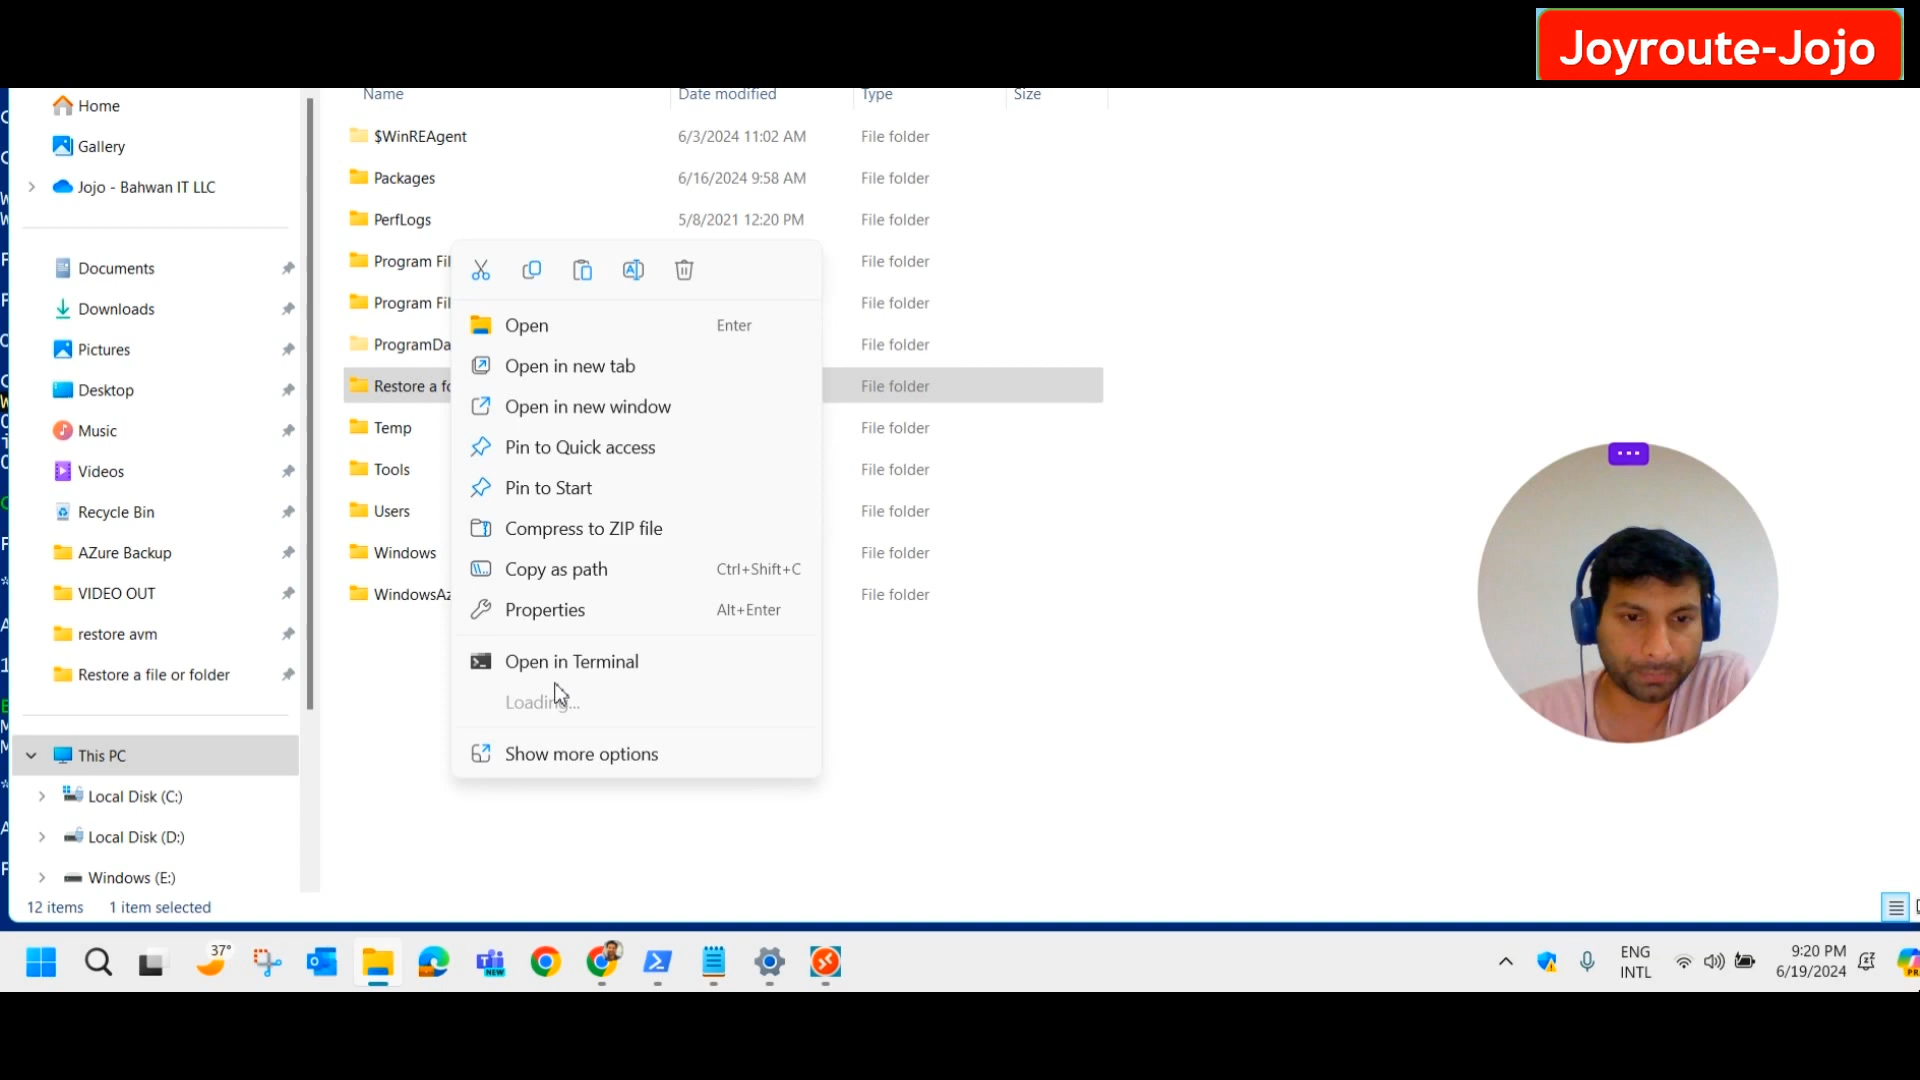 Joyroute-Jojo
Name Date modified Type Size
Home
Gallery
Jojo - Bahwan IT LLC
Documents
Downloads
Pictures
Desktop
Music
Videos
Recycle Bin
AZure Backup
VIDEO OUT
restore avm
Restore a file or folder
This PC
Local Disk (C:)
Local Disk (D:)
Windows (E:)
12 items 1 item selected
$WinREAgent 6/3/2024 11:02 AM File folder
Packages 6/16/2024 9:58 AM File folder
PerfLogs 5/8/2021 12:20 PM File folder
Program Fil File folder
Program Fil File folder
ProgramDa File folder
Restore a fo File folder
Temp File folder
Tools File folder
Users File folder
Windows File folder
WindowsAz File folder
Open Enter
Open in new tab
Open in new window
Pin to Quick access
Pin to Start
Compress to ZIP file
Copy as path Ctrl+Shift+C
Properties Alt+Enter
Open in Terminal
Loading...
Show more options
37°
NEW
ENG
INTL
9:20 PM
6/19/2024